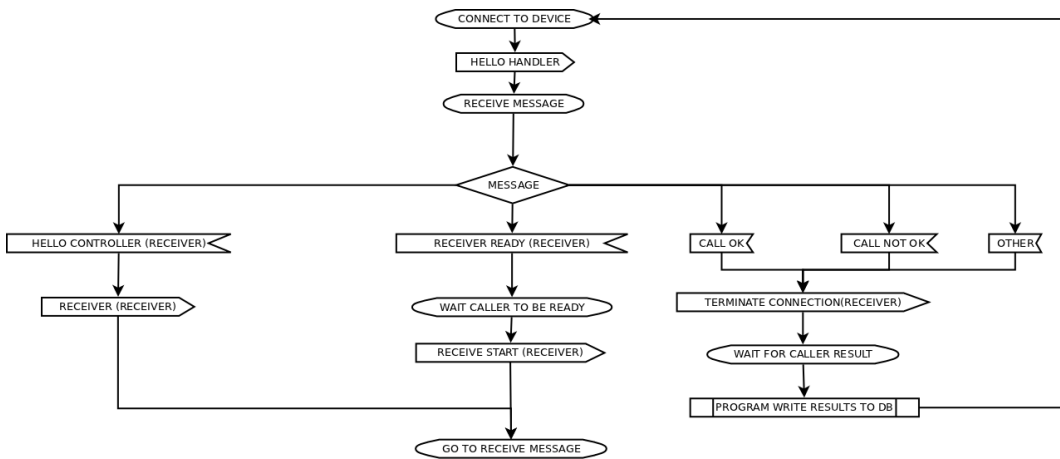 CONNECT TO DEVICE
HELLO HANDLER
RECEIVE MESSAGE
MESSAGE
HELLO CONTROLLER (RECEIVER)
RECEIVER READY (RECEIVER)
CALL OK
CALL NOT OK
OTHER
RECEIVER (RECEIVER)
WAIT CALLER TO BE READY
TERMINATE CONNECTION(RECEIVER)
RECEIVE START (RECEIVER)
WAIT FOR CALLER RESULT
PROGRAM WRITE RESULTS TO DB
GO TO RECEIVE MESSAGE